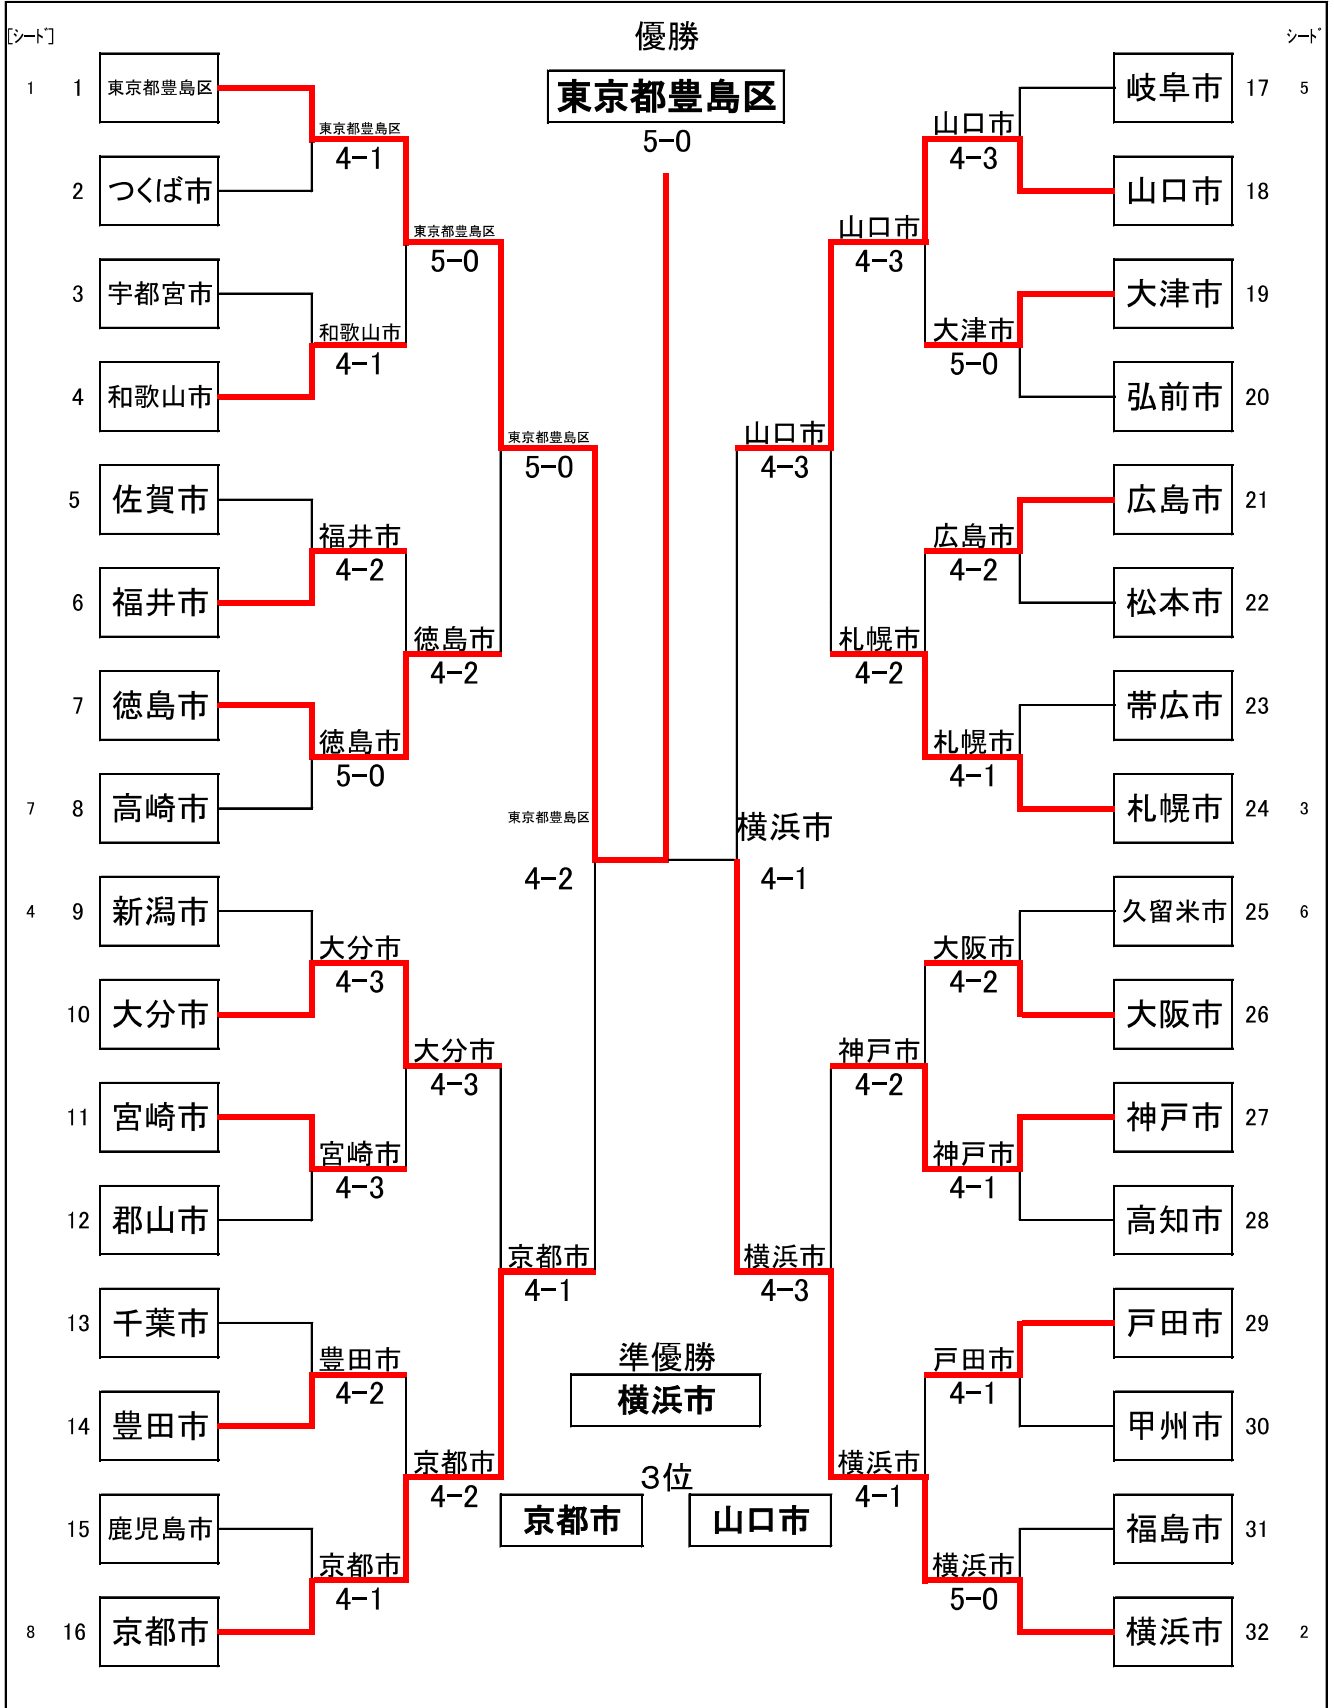 [シード]
優勝
シード
1 1 東京都豊島区
東京都豊島区
岐阜市 17 5
東京都豊島区
4-1
5-0
山口市
4-3
2 つくば市
山口市 18
東京都豊島区
5-0
山口市
4-3
3 宇都宮市
大津市 19
和歌山市
4-1
大津市
5-0
4 和歌山市
弘前市 20
東京都豊島区
5-0
山口市
4-3
5 佐賀市
広島市 21
福井市
4-2
広島市
4-2
6 福井市
松本市 22
徳島市
4-2
札幌市
4-2
7 徳島市
帯広市 23
徳島市
5-0
札幌市
4-1
7 8 高崎市
札幌市 24 3
東京都豊島区
4-2
横浜市
4-1
4 9 新潟市
久留米市 25 6
大分市
4-3
大阪市
4-2
10 大分市
大阪市 26
大分市
4-3
神戸市
4-2
11 宮崎市
神戸市 27
宮崎市
4-3
神戸市
4-1
12 郡山市
高知市 28
京都市
4-1
横浜市
4-3
13 千葉市
戸田市 29
豊田市
4-2
準優勝
横浜市
戸田市
4-1
14 豊田市
甲州市 30
京都市
4-2
3位
京都市
山口市
横浜市
4-1
15 鹿児島市
福島市 31
京都市
4-1
横浜市
5-0
8 16 京都市
横浜市 32 2